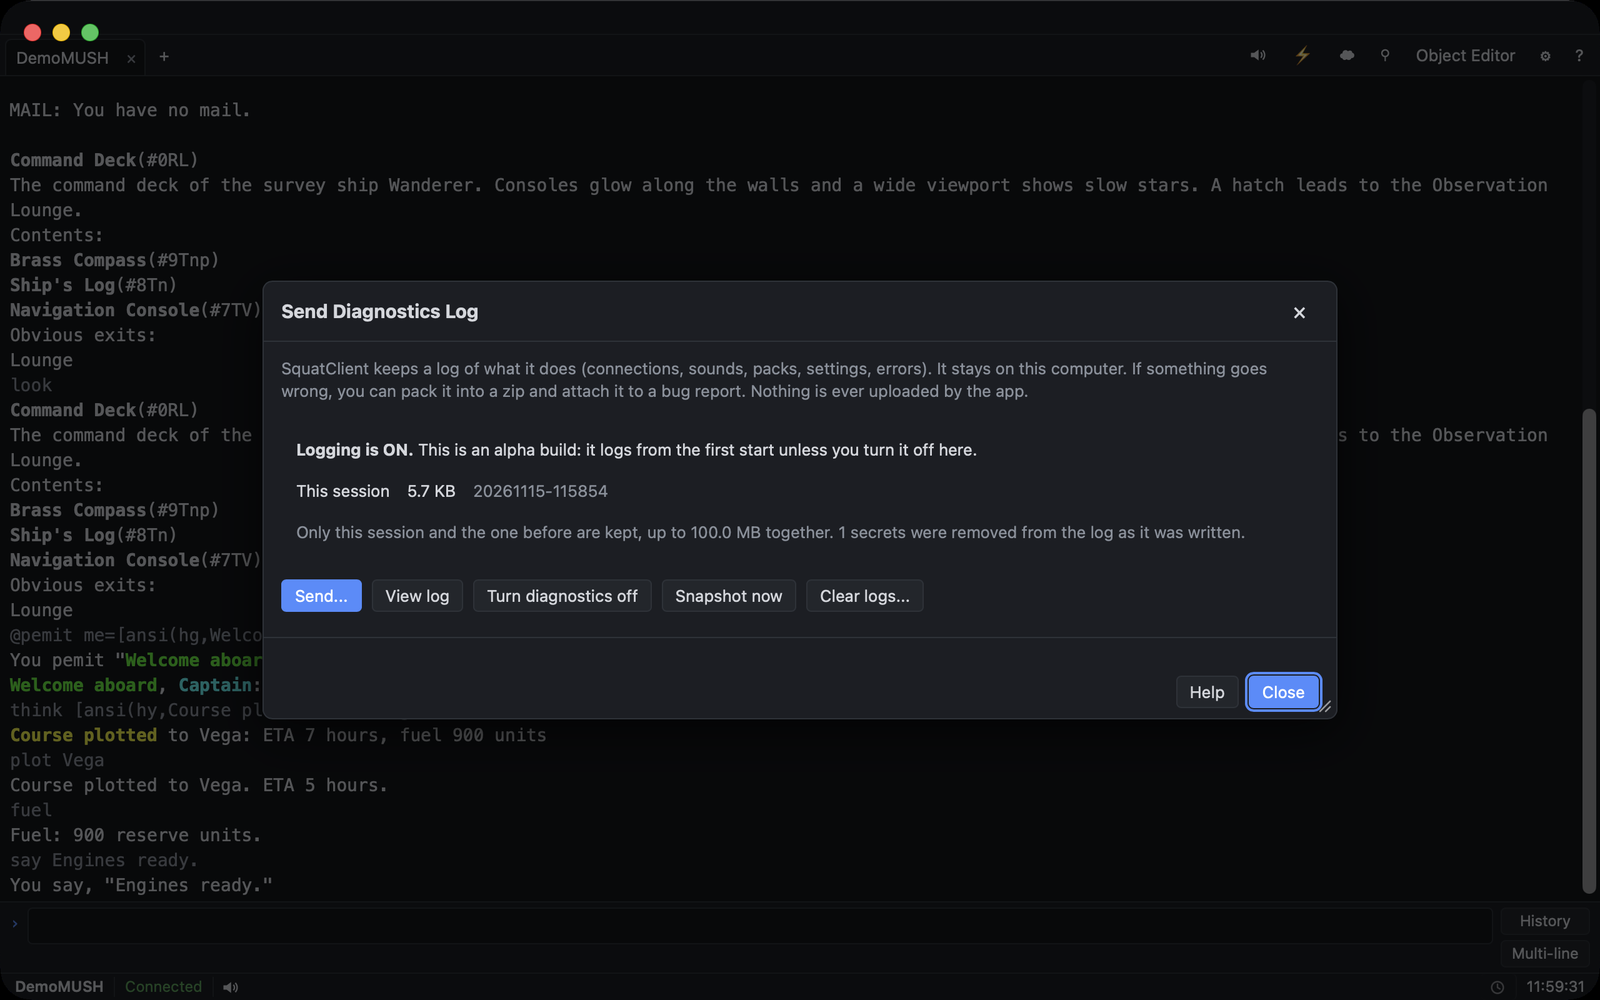 DemoMUSH × +
Object Editor ?
MAIL: You have no mail.
Command Deck(#0RL)
The command deck of the survey ship Wanderer. Consoles glow along the walls and a wide viewport shows slow stars. A hatch leads to the Observation
Lounge.
Contents:
Brass Compass(#9Tnp)
Ship's Log(#8Tn)
Navigation Console(#7TV)
Obvious exits:
Lounge
look
Command Deck(#0RL)
The command deck of the s to the Observation
Lounge.
Contents:
Brass Compass(#9Tnp)
Ship's Log(#8Tn)
Navigation Console(#7TV)
Obvious exits:
Lounge
@pemit me=[ansi(hg,Welco
You pemit "Welcome aboar
Welcome aboard, Captain:
think [ansi(hy,Course pl
Course plotted to Vega: ETA 7 hours, fuel 900 units
plot Vega
Course plotted to Vega. ETA 5 hours.
fuel
Fuel: 900 reserve units.
say Engines ready.
You say, "Engines ready."
Send Diagnostics Log ×
SquatClient keeps a log of what it does (connections, sounds, packs, settings, errors). It stays on this computer. If something goes
wrong, you can pack it into a zip and attach it to a bug report. Nothing is ever uploaded by the app.
Logging is ON. This is an alpha build: it logs from the first start unless you turn it off here.
This session 5.7 KB 20261115-115854
Only this session and the one before are kept, up to 100.0 MB together. 1 secrets were removed from the log as it was written.
Send... View log Turn diagnostics off Snapshot now Clear logs...
Help Close
›
History
Multi-line
DemoMUSH Connected 11:59:31